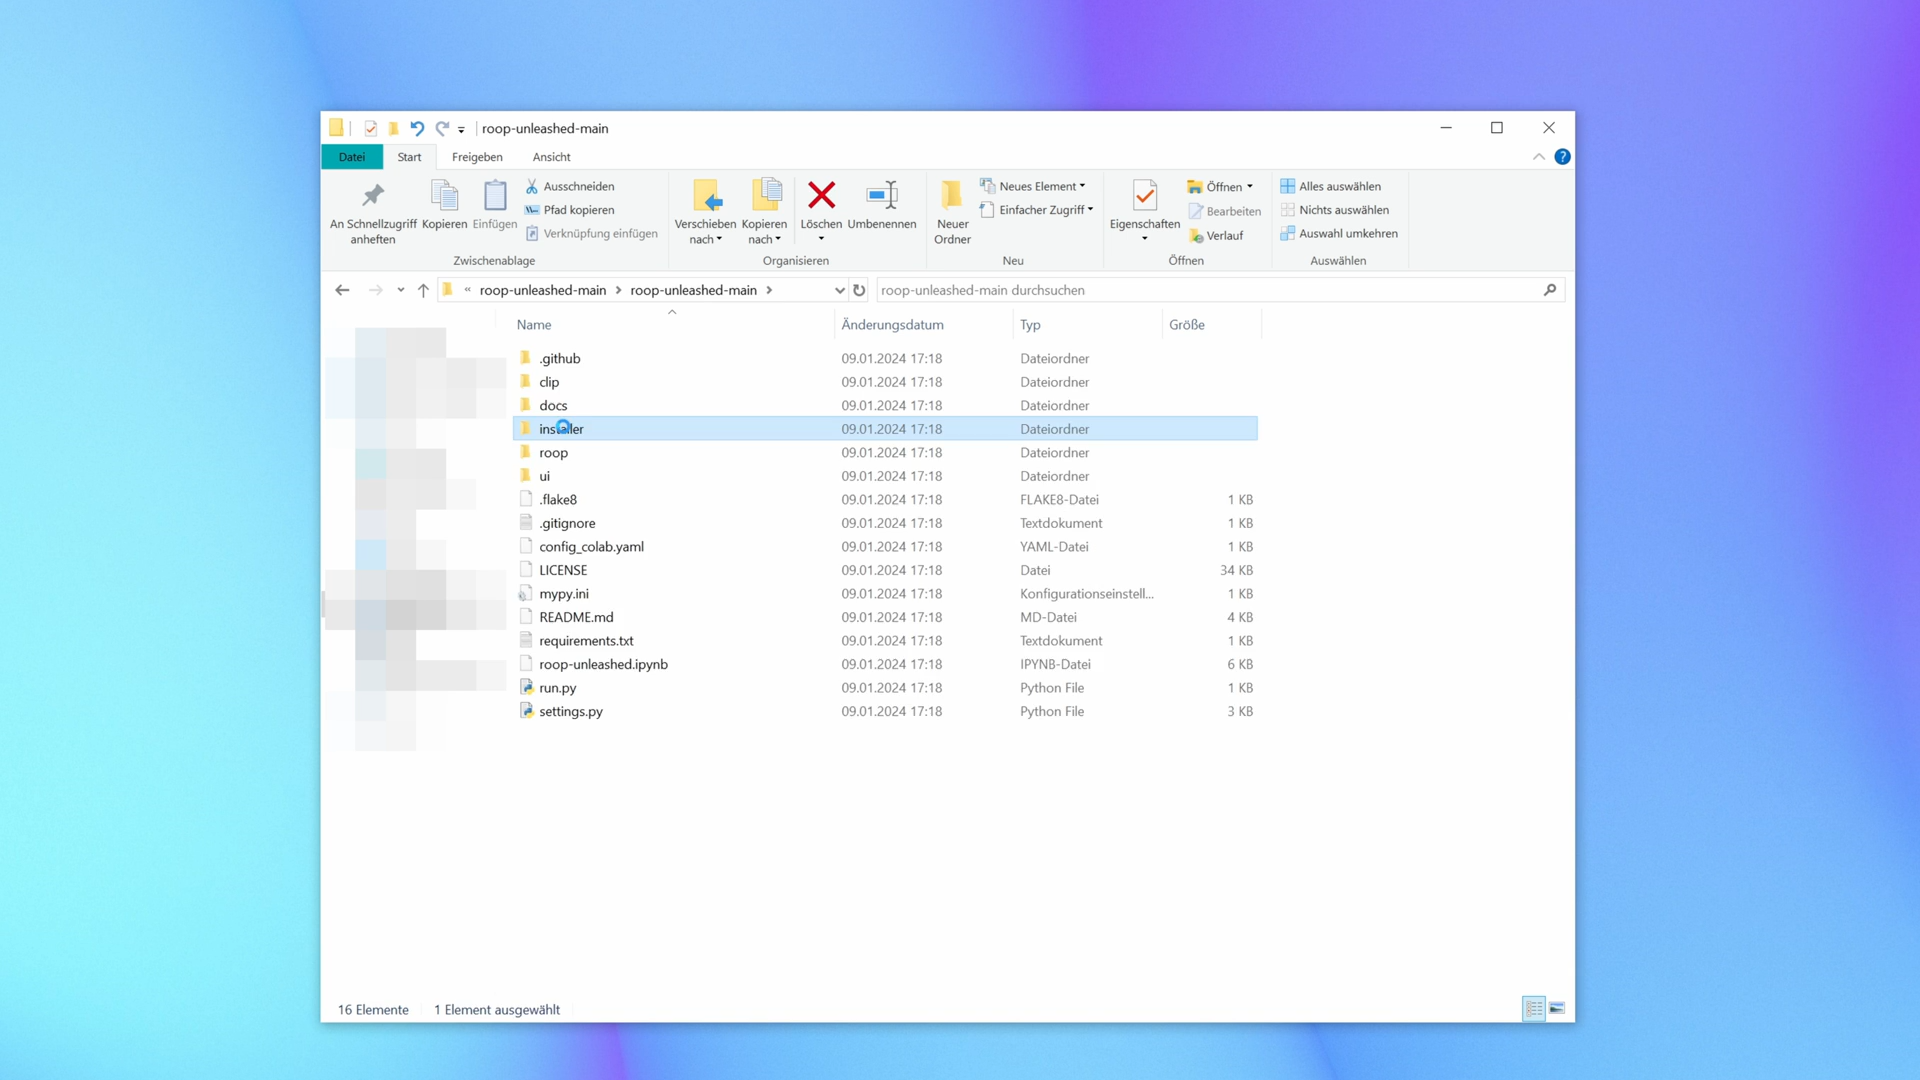 roop-unleashed-main
Datei Start Freigeben Ansicht
An Schnellzugriff anheften
Kopieren
Einfügen
Ausschneiden
Pfad kopieren
Verknüpfung einfügen
Zwischenablage
Verschieben nach
Kopieren nach
Löschen
Umbenennen
Organisieren
Neuer Ordner
Neues Element
Einfacher Zugriff
Neu
Eigenschaften
Öffnen
Bearbeiten
Verlauf
Öffnen
Alles auswählen
Nichts auswählen
Auswahl umkehren
Auswählen
« roop-unleashed-main > roop-unleashed-main >
roop-unleashed-main durchsuchen
Name Änderungsdatum Typ Größe
.github 09.01.2024 17:18 Dateiordner
clip 09.01.2024 17:18 Dateiordner
docs 09.01.2024 17:18 Dateiordner
installer 09.01.2024 17:18 Dateiordner
roop 09.01.2024 17:18 Dateiordner
ui 09.01.2024 17:18 Dateiordner
.flake8 09.01.2024 17:18 FLAKE8-Datei 1 KB
.gitignore 09.01.2024 17:18 Textdokument 1 KB
config_colab.yaml 09.01.2024 17:18 YAML-Datei 1 KB
LICENSE 09.01.2024 17:18 Datei 34 KB
mypy.ini 09.01.2024 17:18 Konfigurationseinstell... 1 KB
README.md 09.01.2024 17:18 MD-Datei 4 KB
requirements.txt 09.01.2024 17:18 Textdokument 1 KB
roop-unleashed.ipynb 09.01.2024 17:18 IPYNB-Datei 6 KB
run.py 09.01.2024 17:18 Python File 1 KB
settings.py 09.01.2024 17:18 Python File 3 KB
16 Elemente 1 Element ausgewählt